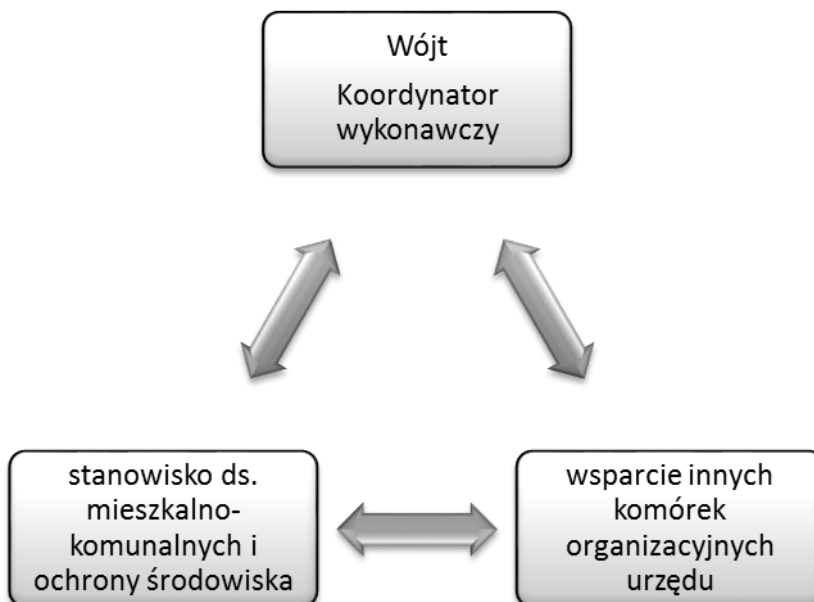 Wójt
Koordynator
wykonawczy
stanowisko ds.
mieszkalno-
komunalnych i
ochrony środowiska
wsparcie innych
komórek
organizacyjnych
urzędu